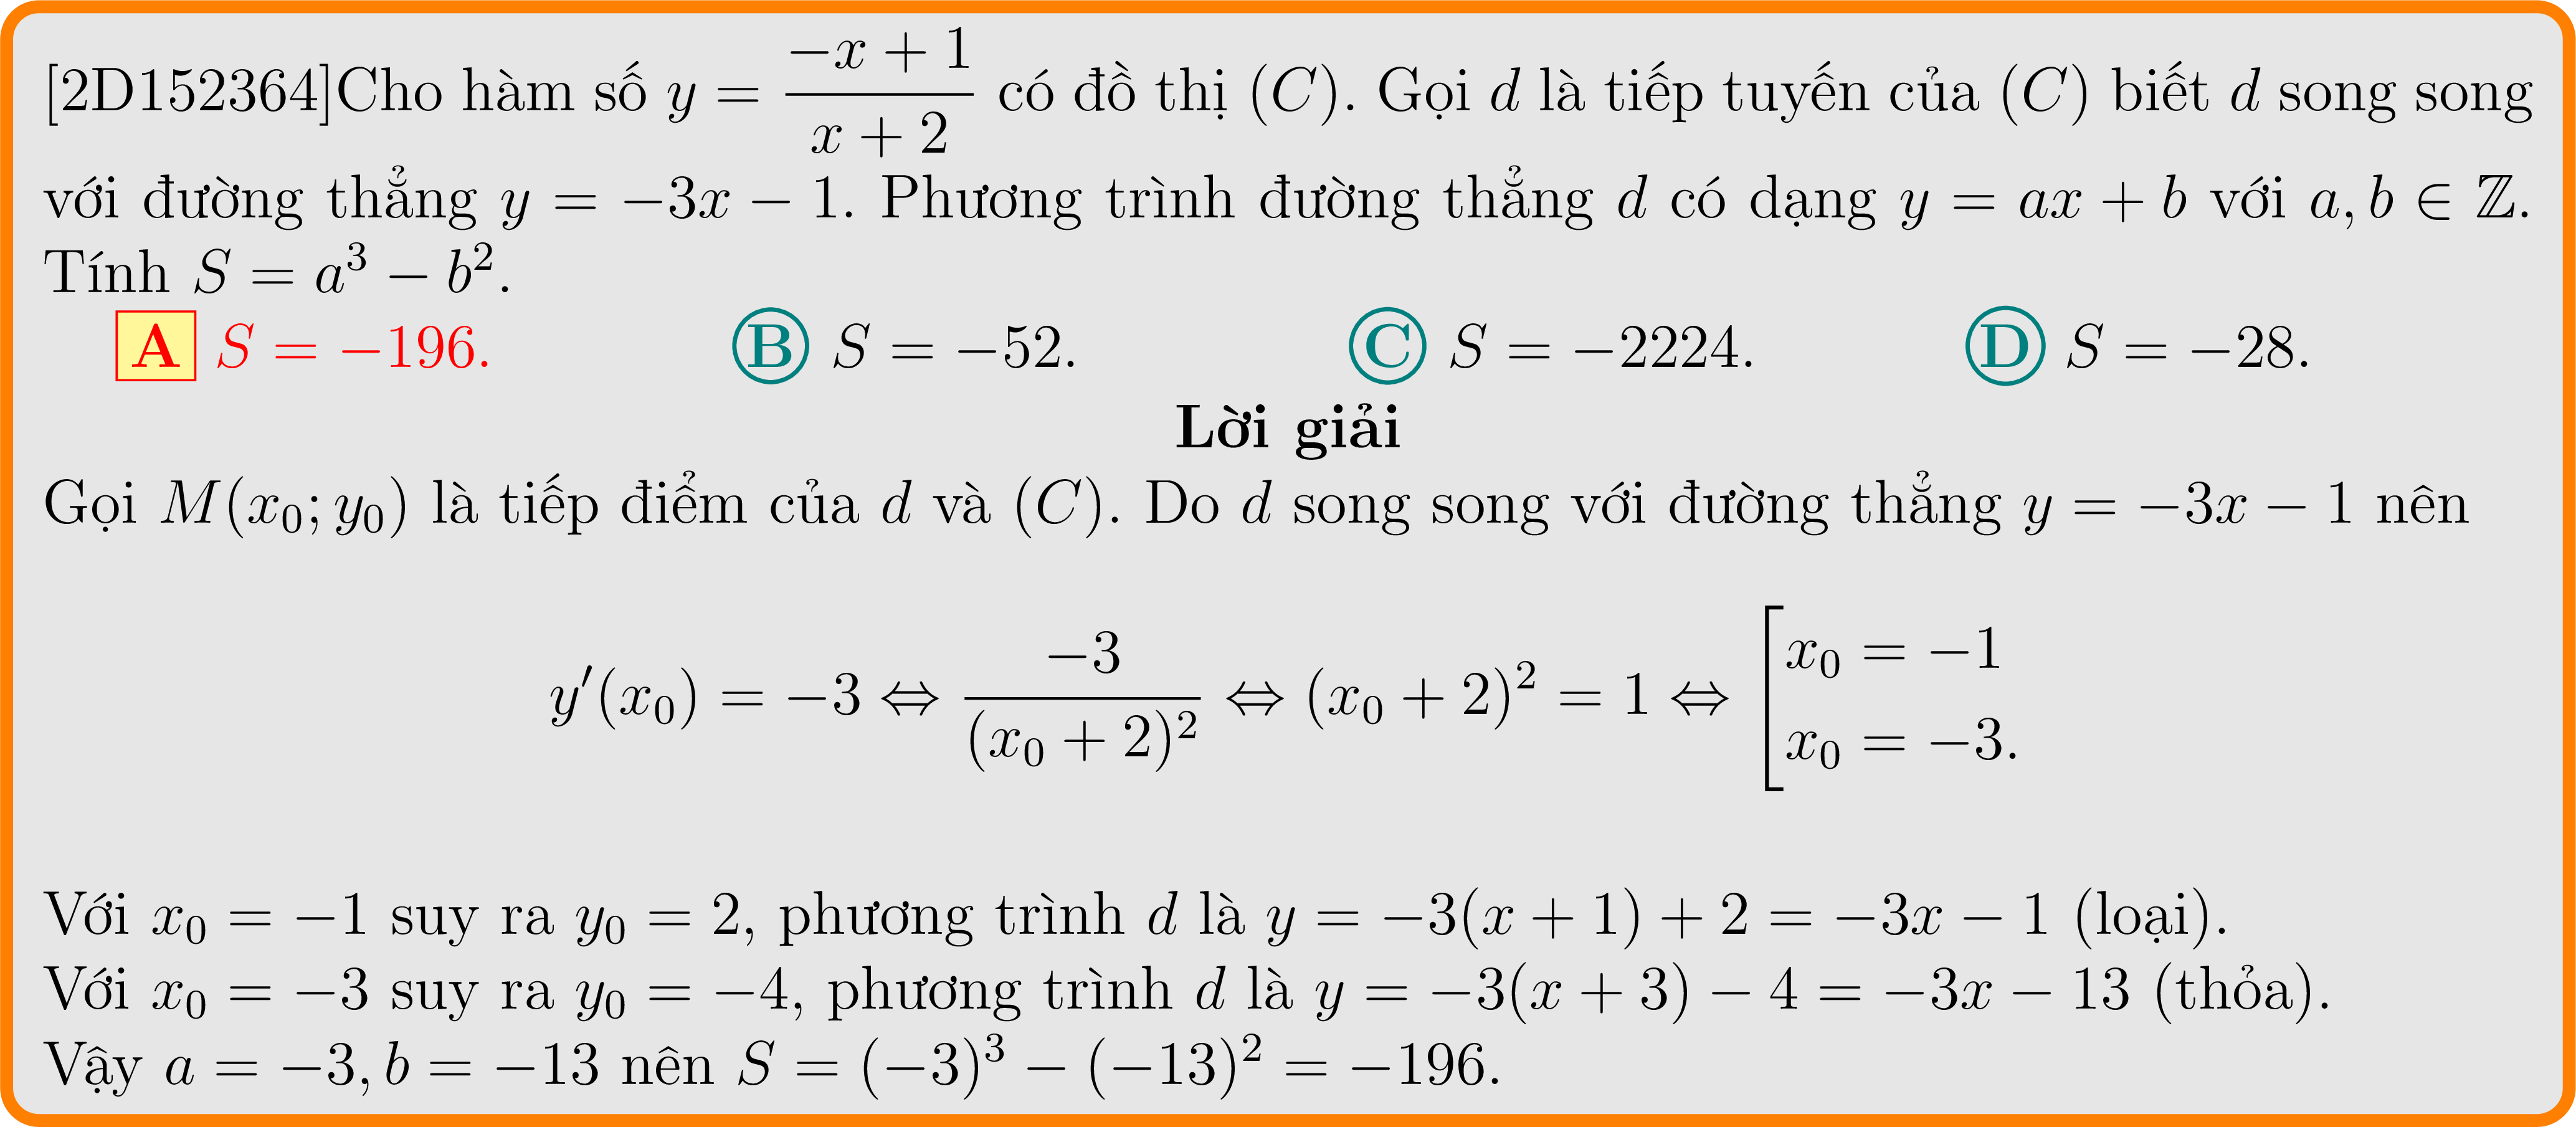 [2D152364]Cho hàm số $y = \dfrac{-x+1}{x+2}$ có đồ thị $(C)$. Gọi $d$ là tiếp tuyến của $(C)$ biết $d$ song song
với đường thẳng $y = -3x - 1$. Phương trình đường thẳng $d$ có dạng $y = ax + b$ với $a, b \in \mathbb{Z}$.
Tính $S = a^3 - b^2$.
A $S = -196$. B $S = -52$. C $S = -2224$. D $S = -28$.
Lời giải
Gọi $M(x_0; y_0)$ là tiếp điểm của $d$ và $(C)$. Do $d$ song song với đường thẳng $y = -3x - 1$ nên
$y'(x_0) = -3 \Leftrightarrow \dfrac{-3}{(x_0+2)^2} \Leftrightarrow (x_0+2)^2 = 1 \Leftrightarrow \left[\begin{array}{l} x_0 = -1 \\ x_0 = -3. \end{array}\right.$
Với $x_0 = -1$ suy ra $y_0 = 2$, phương trình $d$ là $y = -3(x+1) + 2 = -3x - 1$ (loại).
Với $x_0 = -3$ suy ra $y_0 = -4$, phương trình $d$ là $y = -3(x+3) - 4 = -3x - 13$ (thỏa).
Vậy $a = -3, b = -13$ nên $S = (-3)^3 - (-13)^2 = -196$.